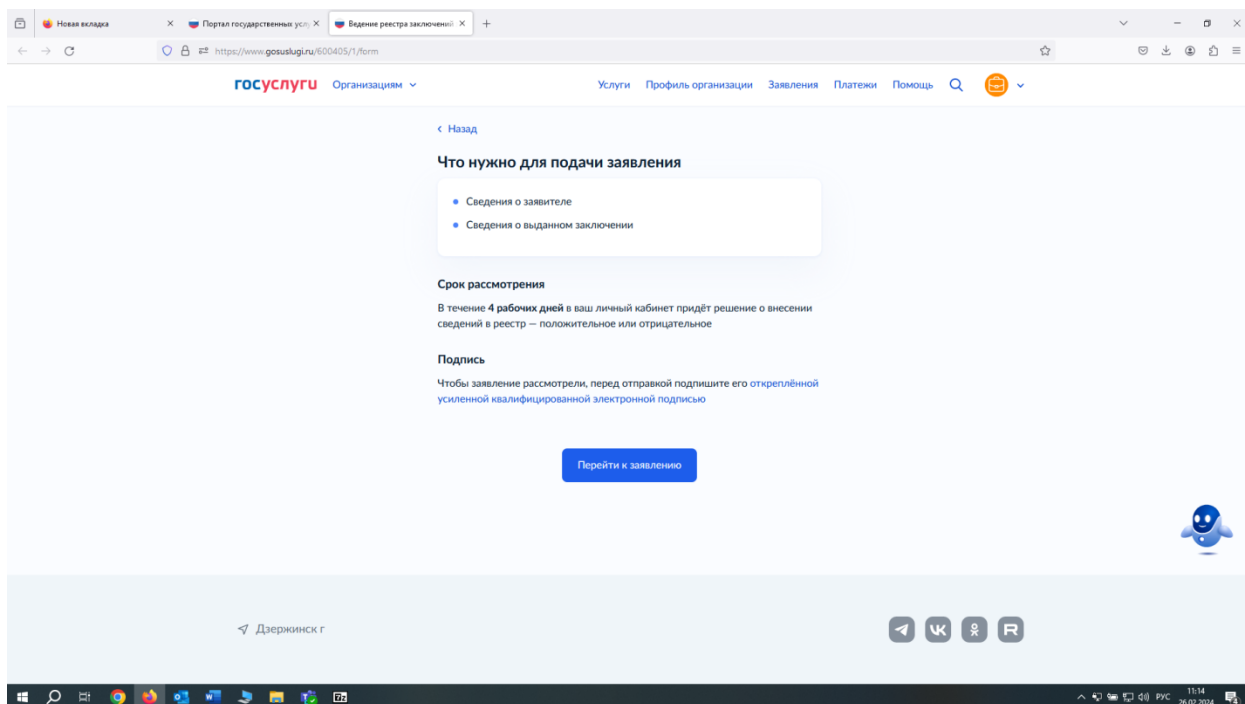 Новая вкладка
Портал государственных услу
Ведение реестра заключений
https://www.gosuslugi.ru/600405/1/form
госуслуги Организациям
Услуги Профиль организации Заявления Платежи Помощь
Назад
Что нужно для подачи заявления
Сведения о заявителе
Сведения о выданном заключении
Срок рассмотрения
В течение 4 рабочих дней в ваш личный кабинет придёт решение о внесении
сведений в реестр — положительное или отрицательное
Подпись
Чтобы заявление рассмотрели, перед отправкой подпишите его откреплённой
усиленной квалифицированной электронной подписью
Перейти к заявлению
Дзержинск г
РУС
11:14
26.02.2024